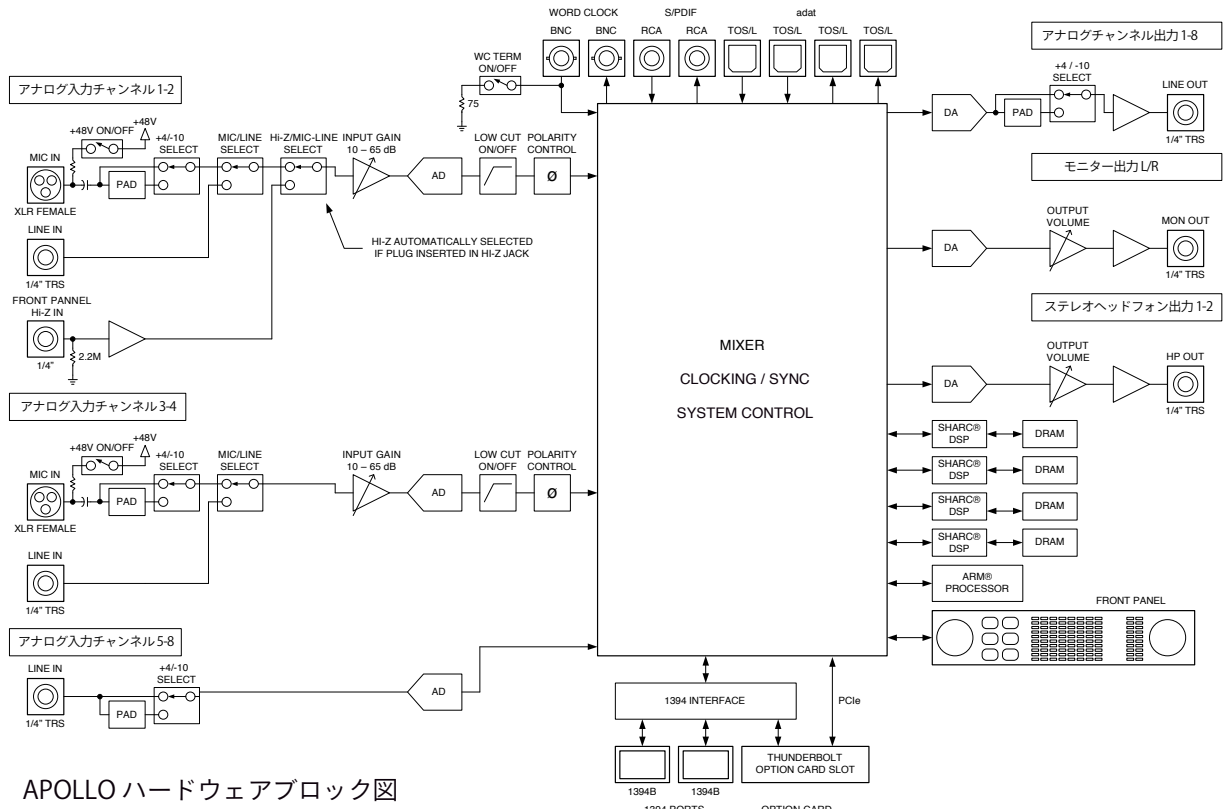 WORD CLOCK
S/PDIF
adat
BNC
BNC
RCA
RCA
TOS/L
TOS/L
TOS/L
TOS/L
WC TERM
ON/OFF
75
アナログ入力チャンネル 1-2
+48V ON/OFF
+48V
MIC IN
XLR FEMALE
PAD
+4/-10
SELECT
MIC/LINE
SELECT
Hi-Z/MIC-LINE
SELECT
INPUT GAIN
10 – 65 dB
AD
LOW CUT
ON/OFF
POLARITY
CONTROL
Ø
LINE IN
1/4" TRS
HI-Z AUTOMATICALLY SELECTED
IF PLUG INSERTED IN HI-Z JACK
FRONT PANNEL
Hi-Z IN
1/4"
2.2M
アナログ入力チャンネル 3-4
+48V ON/OFF
+48V
MIC IN
XLR FEMALE
PAD
+4/-10
SELECT
MIC/LINE
SELECT
INPUT GAIN
10 – 65 dB
AD
LOW CUT
ON/OFF
POLARITY
CONTROL
Ø
LINE IN
1/4" TRS
アナログ入力チャンネル 5-8
LINE IN
1/4" TRS
PAD
+4/-10
SELECT
AD
MIXER
CLOCKING / SYNC
SYSTEM CONTROL
アナログチャンネル出力 1-8
DA
PAD
+4 / -10
SELECT
LINE OUT
1/4" TRS
モニター出力 L/R
DA
OUTPUT
VOLUME
MON OUT
1/4" TRS
ステレオヘッドフォン出力 1-2
DA
OUTPUT
VOLUME
HP OUT
1/4" TRS
SHARC®
DSP
DRAM
SHARC®
DSP
DRAM
SHARC®
DSP
DRAM
SHARC®
DSP
DRAM
ARM®
PROCESSOR
FRONT PANEL
1394 INTERFACE
PCIe
1394B
1394B
THUNDERBOLT
OPTION CARD SLOT
1394 PORTS
OPTION CARD
APOLLO ハードウェアブロック図